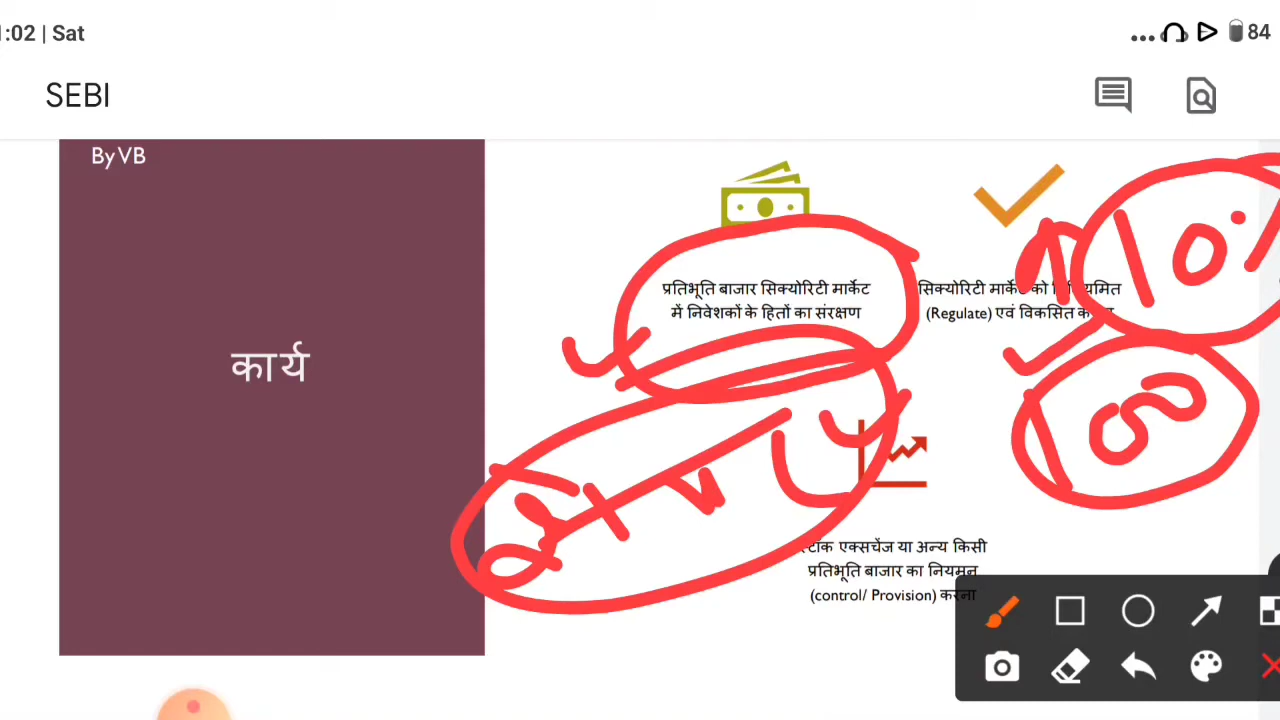 1:02 | Sat
84
SEBI
By VB
कार्य
प्रतिभूति बाजार सिक्योरिटी मार्केट
में निवेशकों के हितों का संरक्षण
सिक्योरिटी मार्केट को
(Regulate) एवं विकसित
स्टॉक एक्सचेंज या अन्य किसी
प्रतिभूति बाजार का नियमन
(control/ Provision) करना
10%